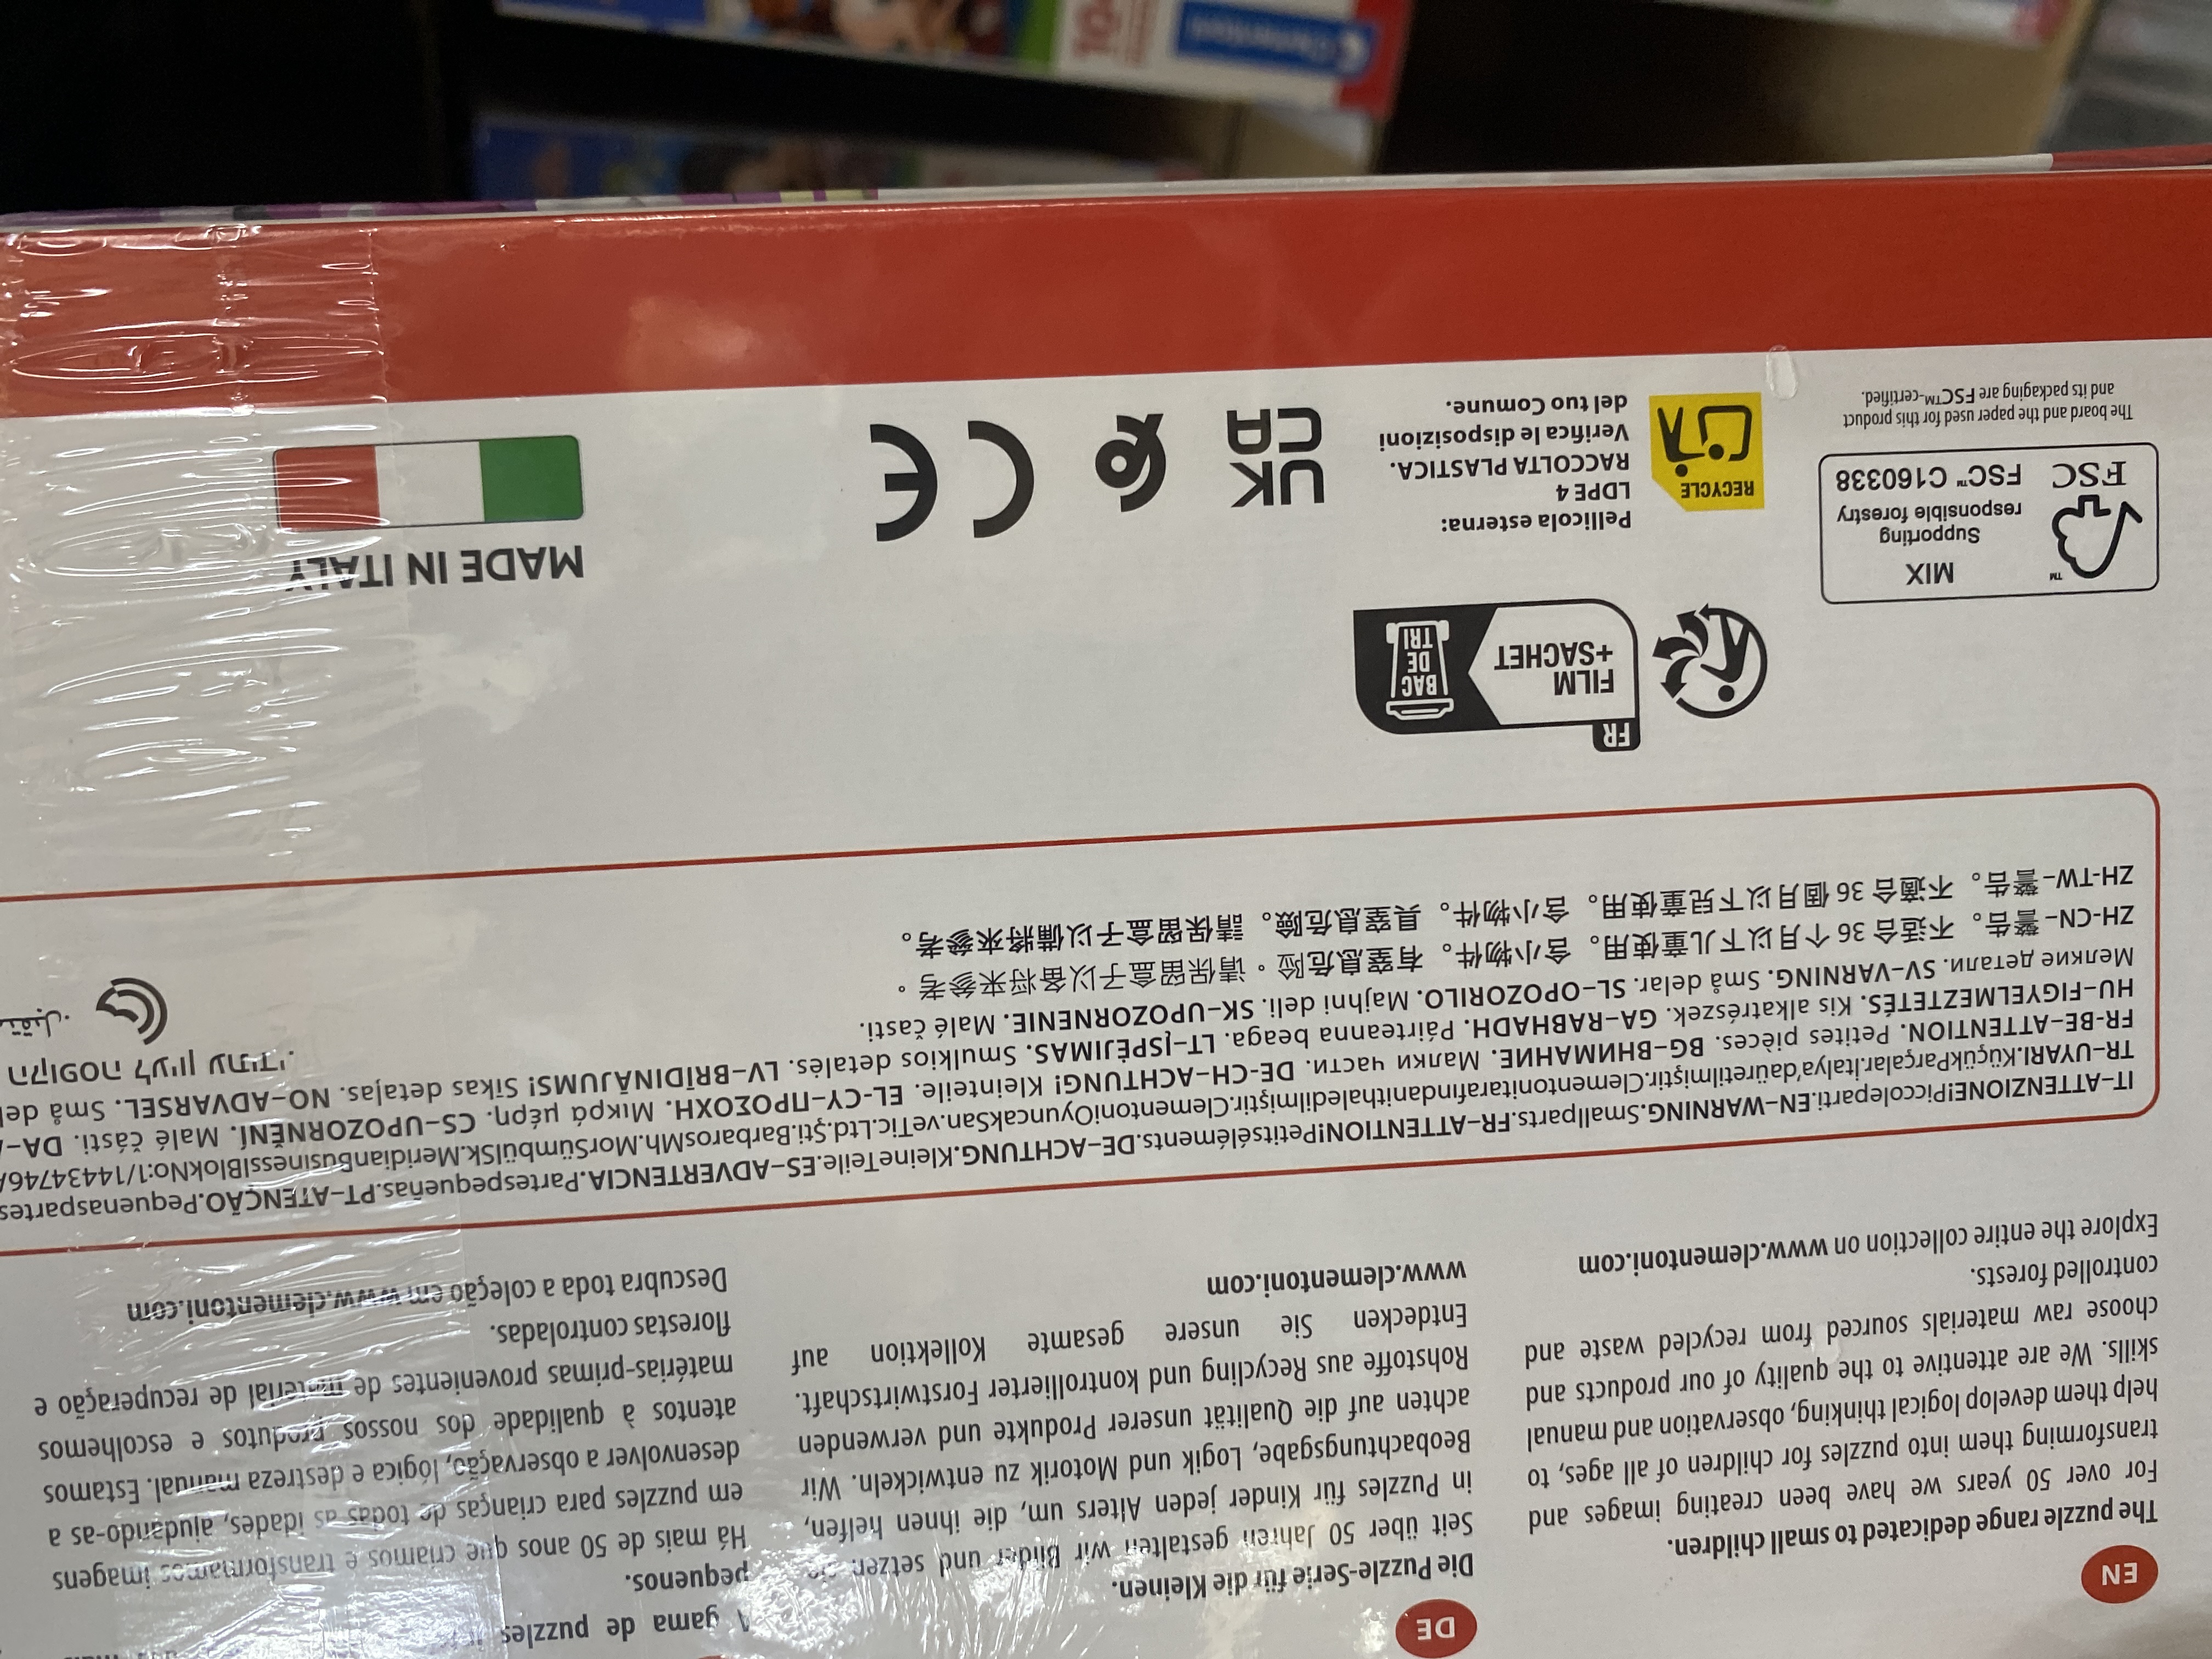 EN
The puzzle range dedicated to small children.
For over 50 years we have been creating images and
transforming them into puzzles for children of all ages, to
help them develop logical thinking, observation and manual
skills. We are attentive to the quality of our products and
choose raw materials sourced from recycled waste and
controlled forests.
Explore the entire collection on www.clementoni.com
DE
Die Puzzle-Serie für die Kleinen.
Seit über 50 Jahren gestalten wir Bilder und setzen
in Puzzles für Kinder jeden Alters um, die ihnen helfen,
Beobachtungsgabe, Logik und Motorik zu entwickeln. Wir
achten auf die Qualität unserer Produkte und verwenden
Rohstoffe aus Recycling und kontrollierter Forstwirtschaft.
Entdecken Sie unsere gesamte Kollektion auf
www.clementoni.com
A gama de puzzles
pequenos.
Há mais de 50 anos que criamos e transformamos imagens
em puzzles para crianças de todas as idades, ajudando-as a
desenvolver a observação, lógica e destreza manual. Estamos
atentos à qualidade dos nossos produtos e escolhemos
matérias-primas provenientes de material de recuperação e
florestas controladas.
Descubra toda a coleção em www.clementoni.com
IT–ATTENZIONE!Piccoleparti.EN–WARNING.Smallparts.FR–ATTENTION!Petitséléments.DE–ACHTUNG.KleineTeile.ES–ADVERTENCIA.Partespequeñas.PT–ATENÇÃO.Pequenaspartes
TR–UYARI.KüçükParçalar.İtalya'daüretilmiştir.Clementonitarafındanithaledilmiştir.ClementoniOyuncakSan.veTic.Ltd.Şti.BarbarosMh.MorSümbülSk.MeridianBusinessIBlokNo:1/14434746
FR-BE–ATTENTION. Petites pièces. BG–ВНИМАНИЕ. Малки части. DE-CH–ACHTUNG! Kleinteile. EL-CY–ΠΡΟΣΟΧΗ. Μικρά μέρη. CS–UPOZORNĚNÍ. Malé části. DA–
HU–FIGYELMEZTETÉS. Kis alkatrészek. GA–RABHADH. Páirteanna beaga. LT–ĮSPĖJIMAS. Smulkios detalės. LV–BRĪDINĀJUMS! Sīkas detaļas. NO–ADVARSEL. Små del
Мелкие детали. SV–VARNING. Små delar. SL–OPOZORILO. Majhni deli. SK–UPOZORNENIE. Malé časti.
הקופסה לעיון עתידי.
ZH-CN–警告。不适合 36 个月以下儿童使用。含小物件。有窒息危险。请保留盒子以备将来参考。
ZH-TW–警告。不適合 36 個月以下兒童使用。含小物件。具窒息危險。請保留盒子以備將來參考。
FR
FILM
+SACHET
BAC
DE
TRI
MIX
Supporting
responsible forestry
FSC
FSC™ C160338
The board and the paper used for this product
and its packaging are FSC™-certified.
RECYCLE
Pellicola esterna:
LDPE 4
RACCOLTA PLASTICA.
Verifica le disposizioni
del tuo Comune.
UK
CA
CE
MADE IN ITALY
Clementoni